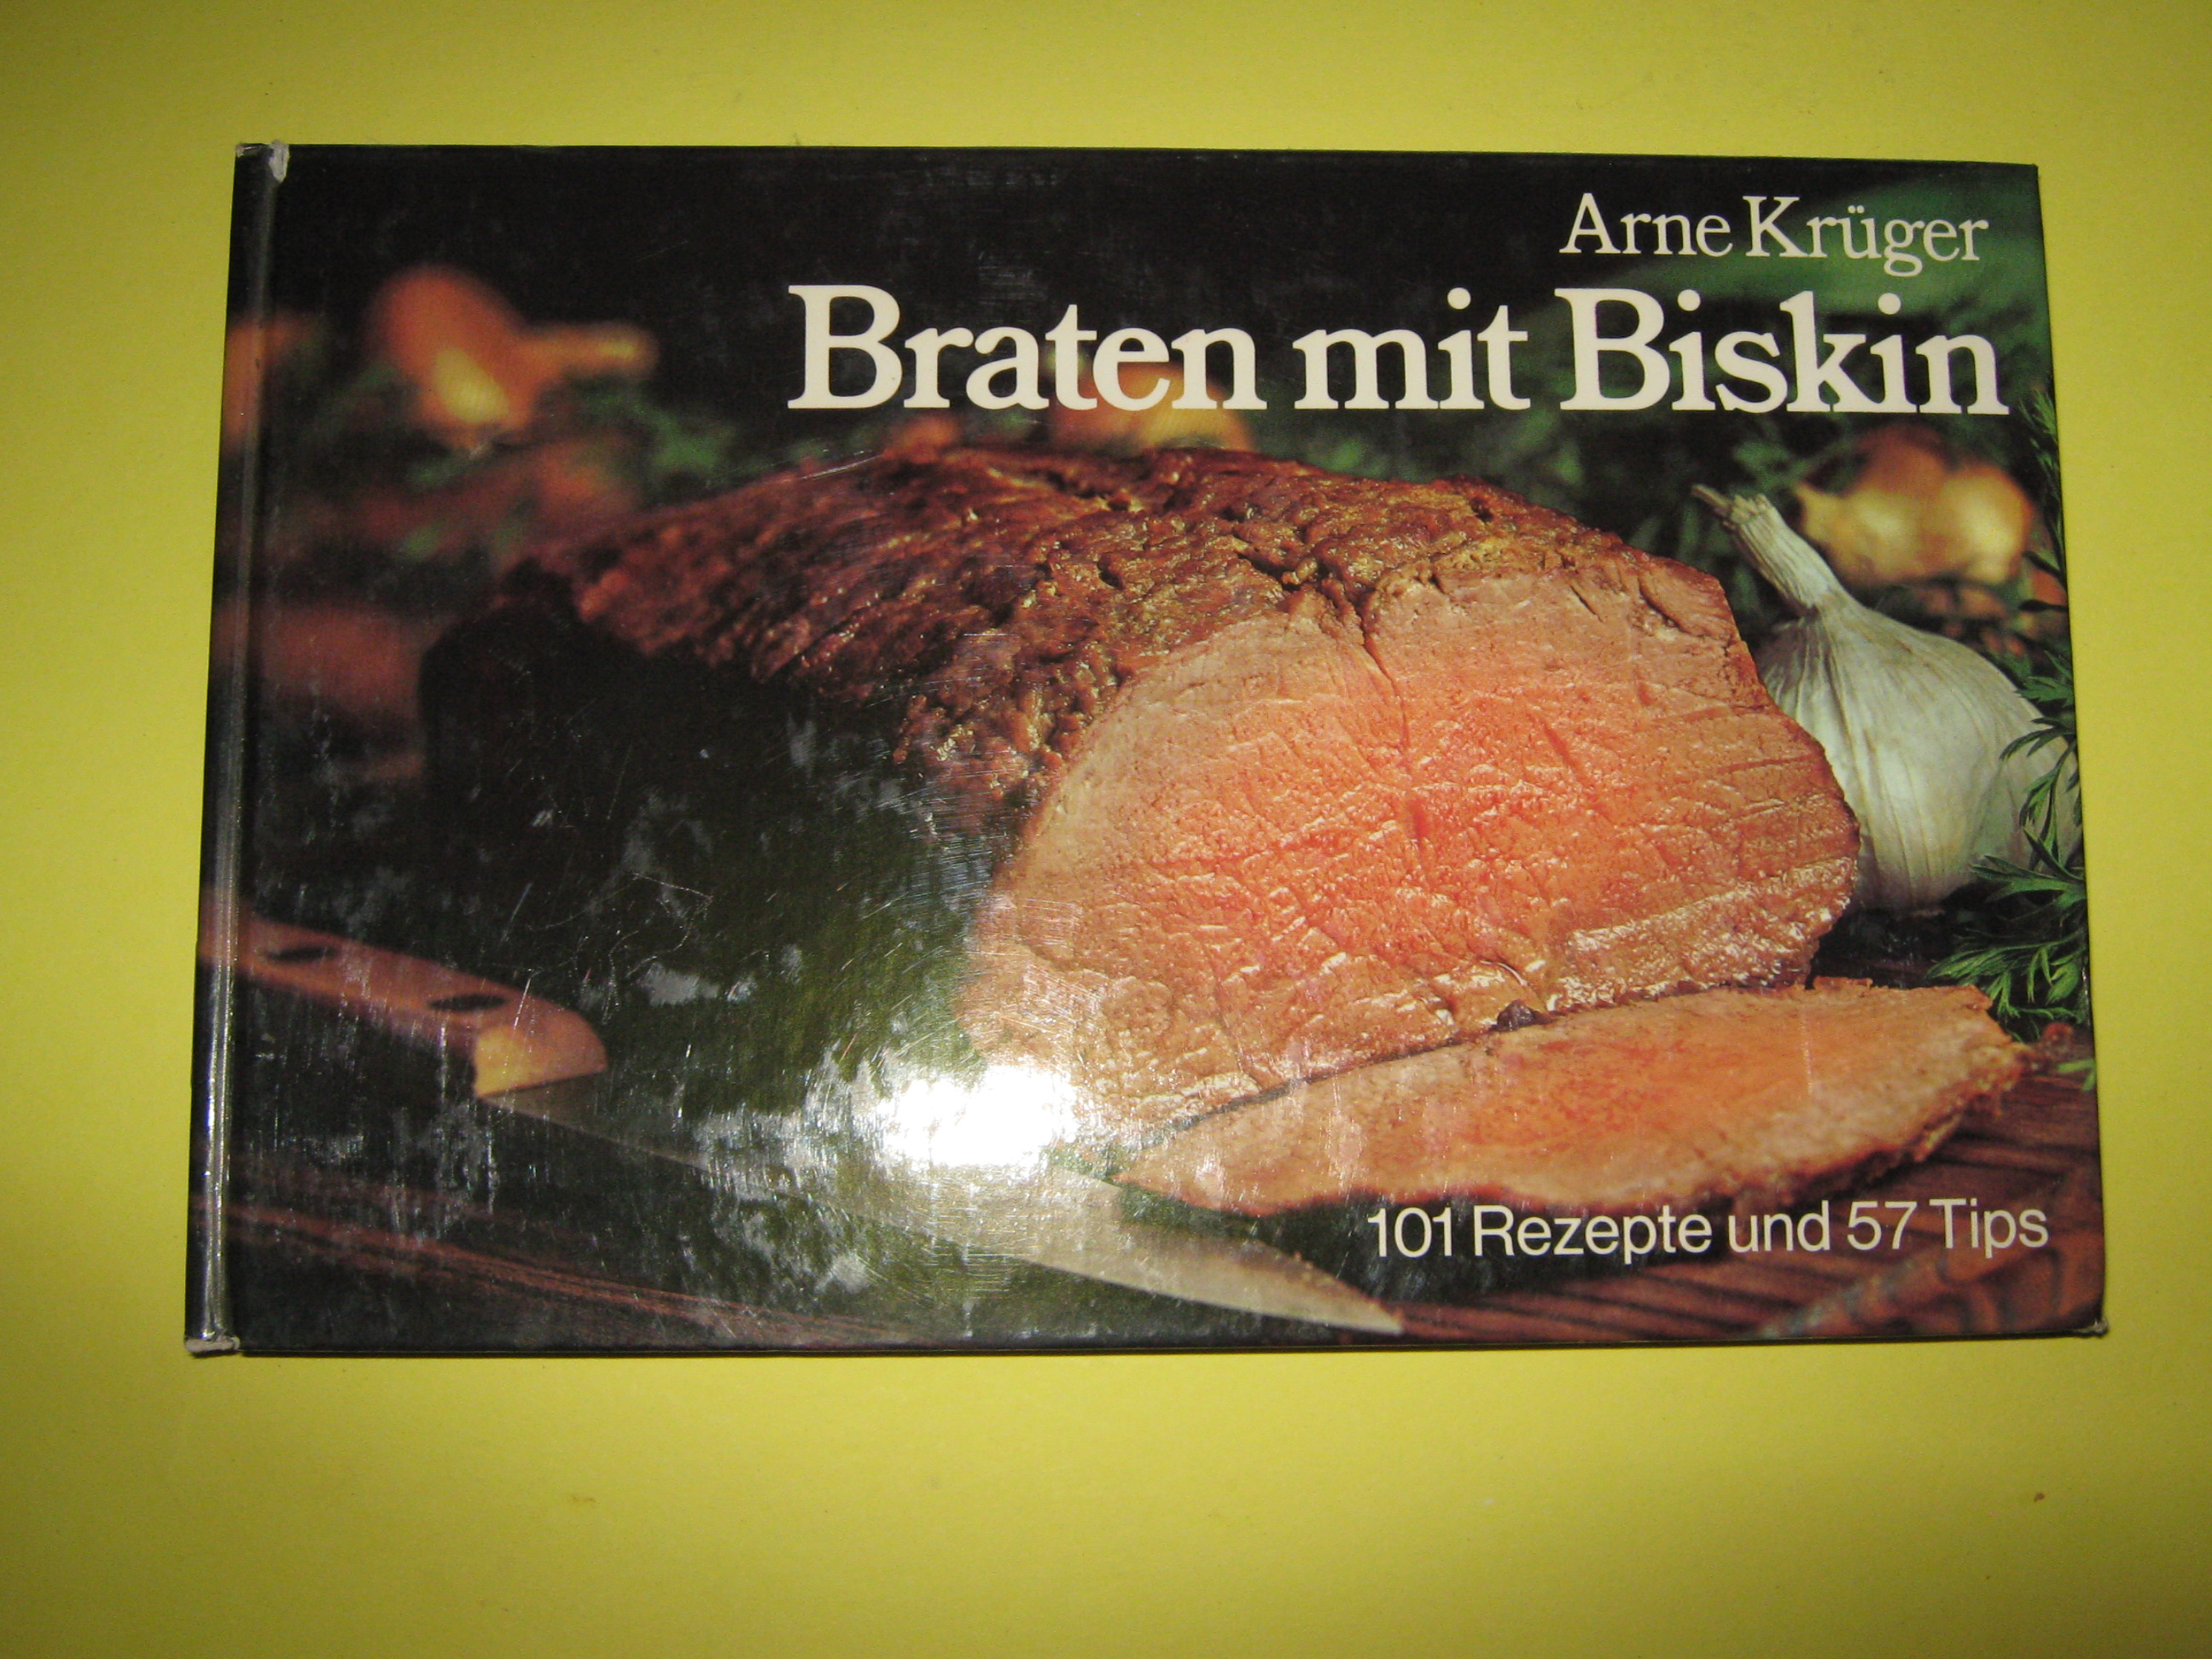 Arne Krüger
Braten mit Biskin
101 Rezepte und 57 Tips